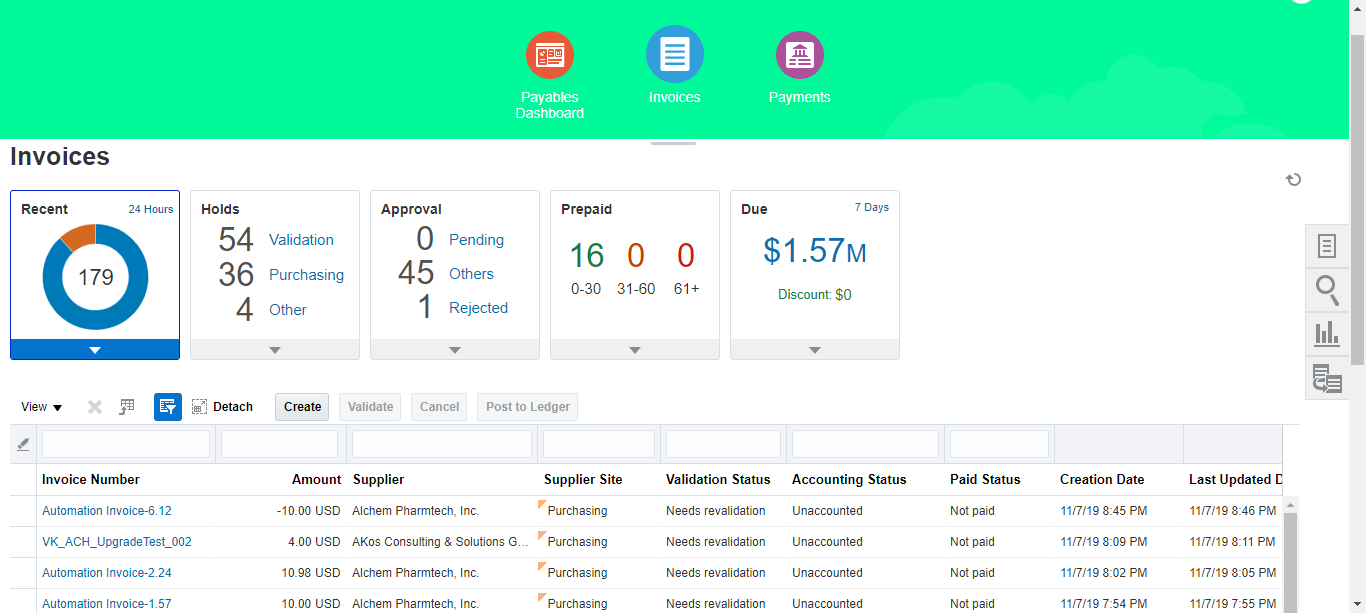 Payables Dashboard
Invoices
Payments
Invoices
Recent 24 Hours
179
Holds
54 Validation
36 Purchasing
4 Other
Approval
0 Pending
45 Others
1 Rejected
Prepaid
16 0 0
0-30 31-60 61+
Due 7 Days
$1.57M
Discount: $0
View Detach Create Validate Cancel Post to Ledger
Invoice Number Amount Supplier Supplier Site Validation Status Accounting Status Paid Status Creation Date Last Updated D
Automation Invoice-6.12 -10.00 USD Alchem Pharmtech, Inc. Purchasing Needs revalidation Unaccounted Not paid 11/7/19 8:45 PM 11/7/19 8:46 PM
VK_ACH_UpgradeTest_002 4.00 USD AKos Consulting & Solutions G... Purchasing Needs revalidation Unaccounted Not paid 11/7/19 8:09 PM 11/7/19 8:11 PM
Automation Invoice-2.24 10.98 USD Alchem Pharmtech, Inc. Purchasing Needs revalidation Unaccounted Not paid 11/7/19 8:02 PM 11/7/19 8:05 PM
Automation Invoice-1.57 10.00 USD Alchem Pharmtech, Inc. Purchasing Needs revalidation Unaccounted Not paid 11/7/19 7:54 PM 11/7/19 7:55 PM